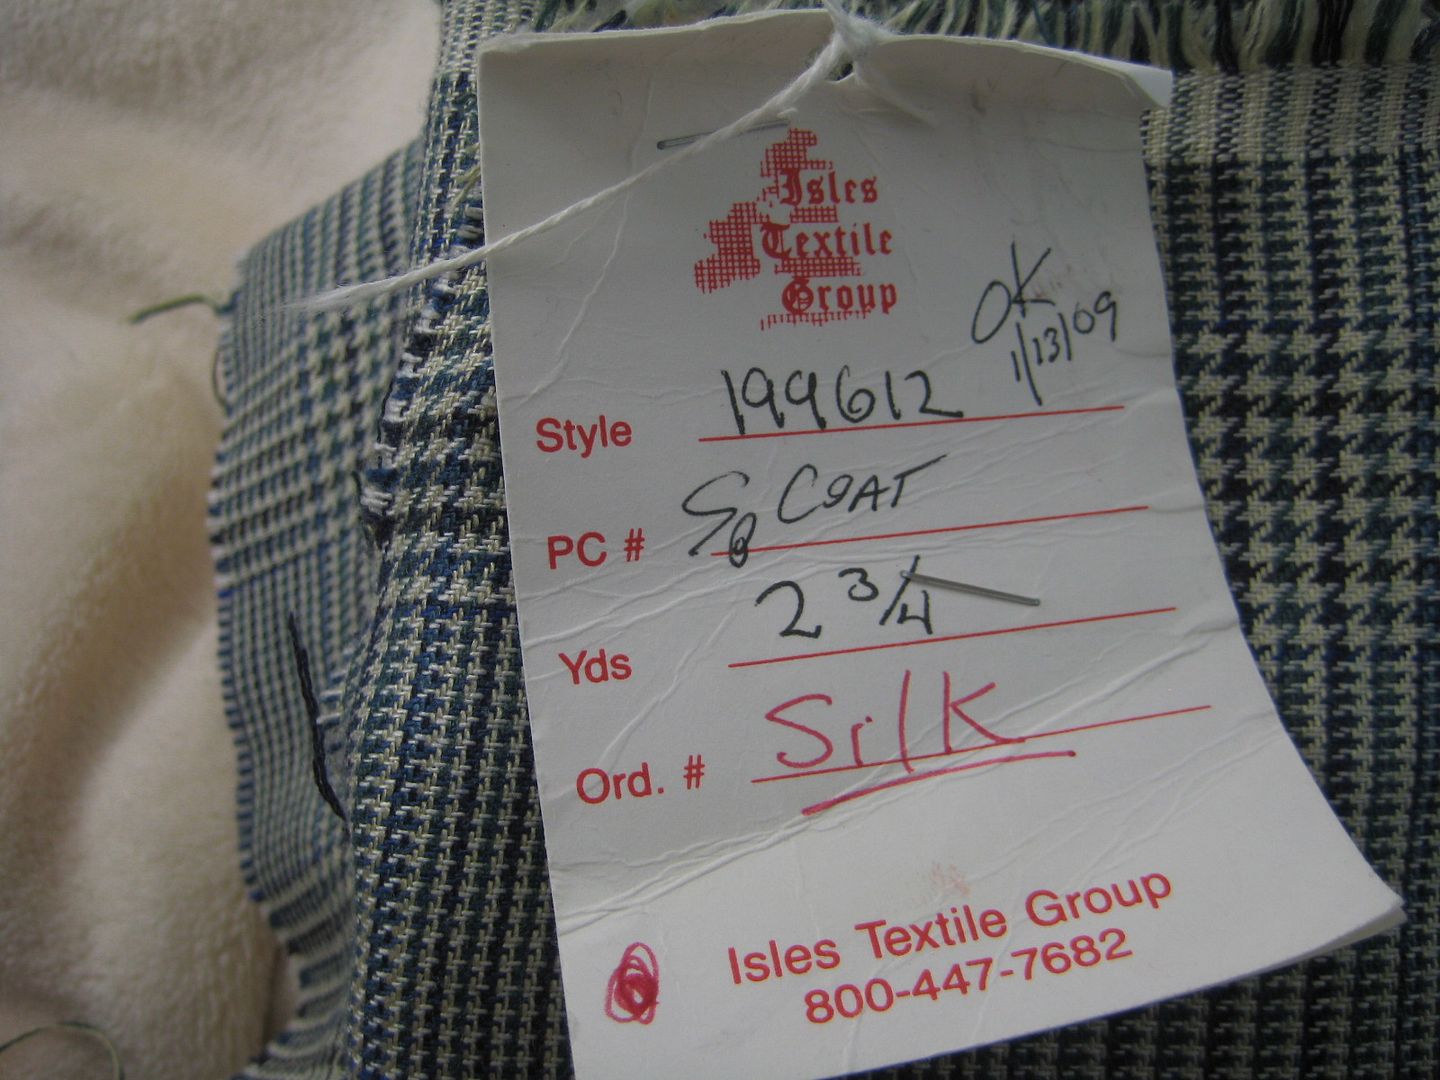 Isles
Textile
Group
OK
1/13/09
Style 199612
PC # Sp COAT
Yds 2 3/4
Ord. # Silk
Isles Textile Group
800-447-7682